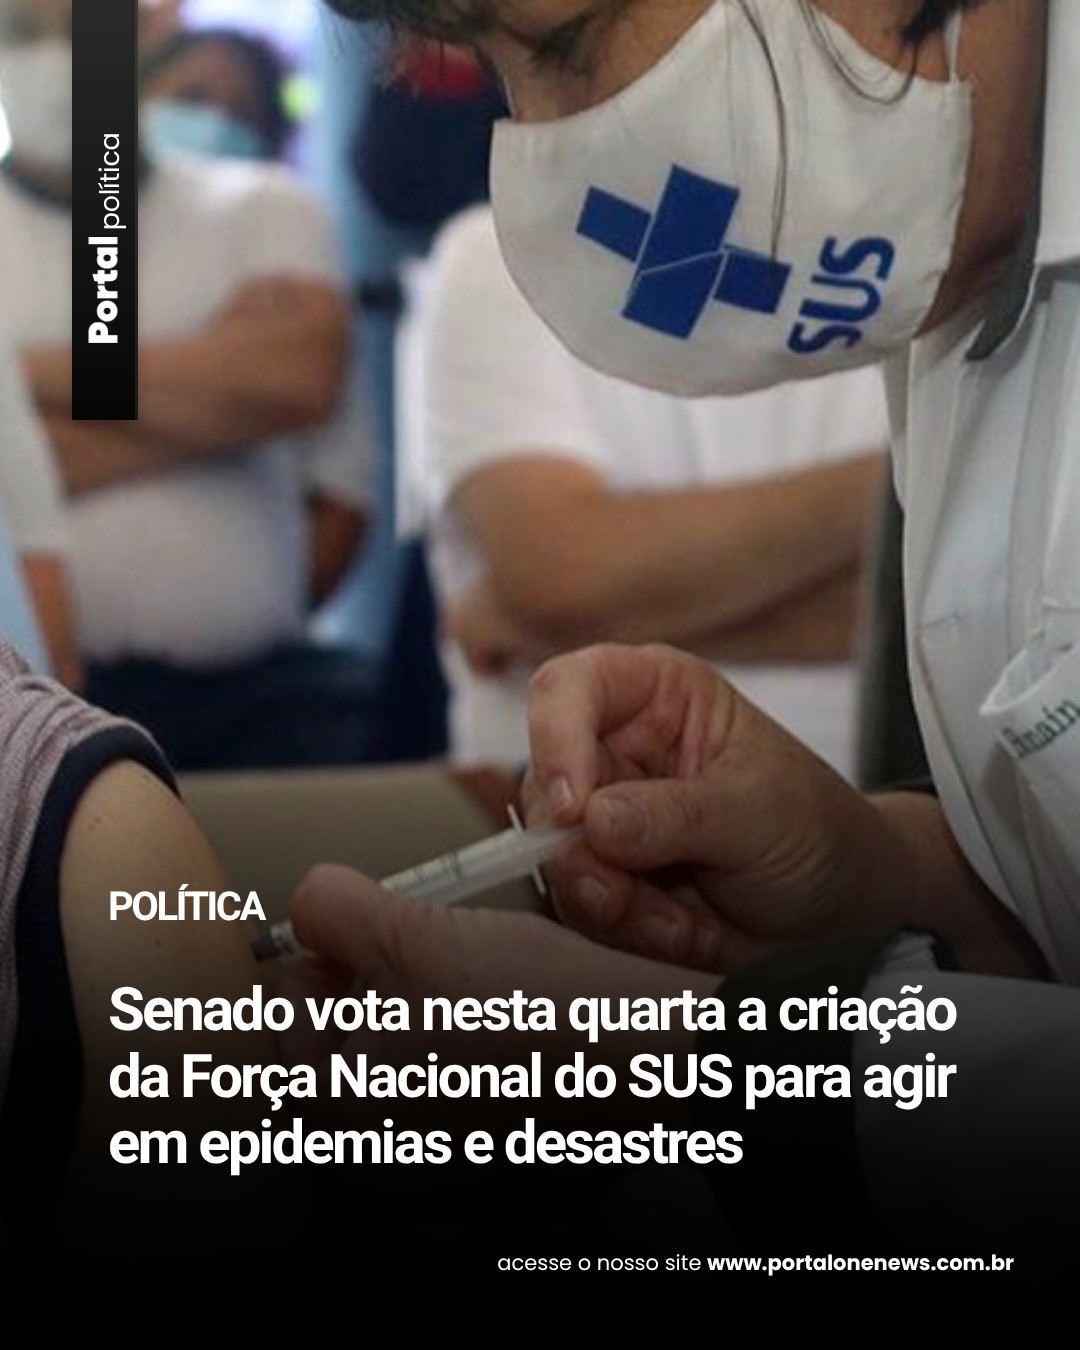 Portal política
SUS
POLÍTICA
Senado vota nesta quarta a criação
da Força Nacional do SUS para agir
em epidemias e desastres
acesse o nosso site www.portalonenews.com.br